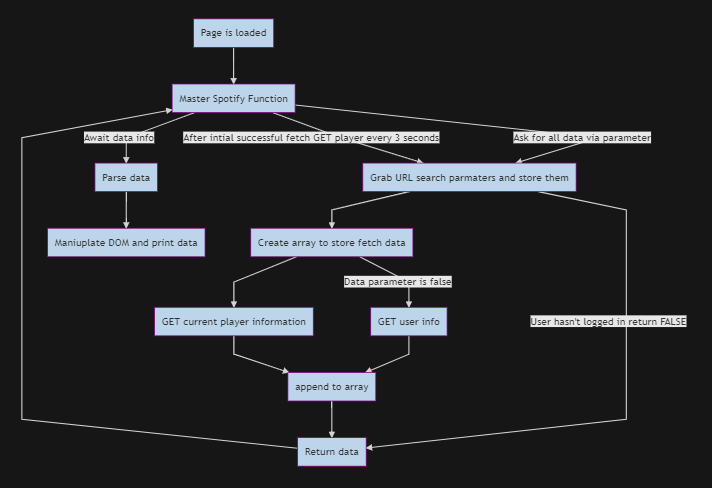 Page is loaded
Master Spotify Function
Await data info
After intial successful fetch GET player every 3 seconds
Ask for all data via parameter
Parse data
Grab URL search parmaters and store them
Maniuplate DOM and print data
Create array to store fetch data
Data parameter is false
GET current player information
GET user info
User hasn't logged in return FALSE
append to array
Return data